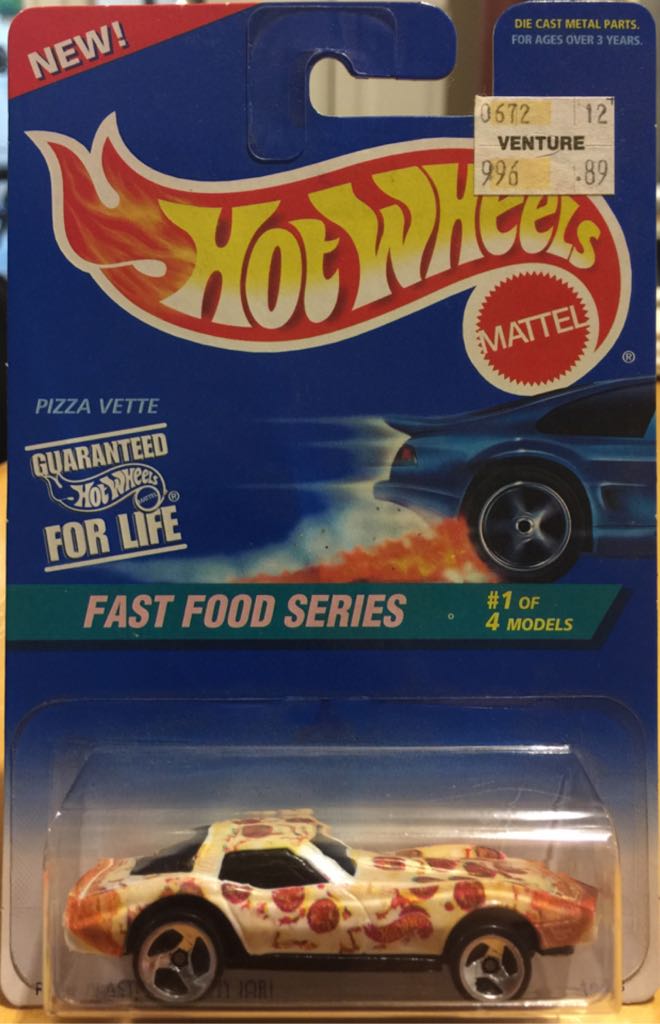 NEW!
DIE CAST METAL PARTS.
FOR AGES OVER 3 YEARS.
0672 12
VENTURE
996 .89
HOT WHEELS
MATTEL
®
PIZZA VETTE
GUARANTEED
HOT WHEELS
MATTEL ®
FOR LIFE
FAST FOOD SERIES
#1 OF
4 MODELS